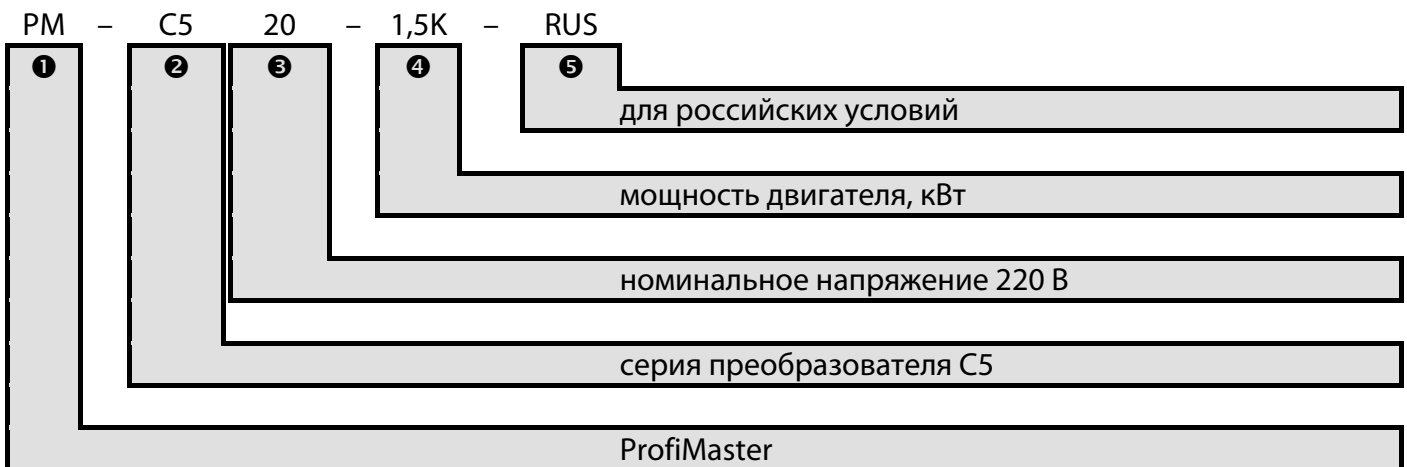 PM – C5 20 – 1,5K – RUS
❶ ❷ ❸ ❹ ❺
для российских условий
мощность двигателя, кВт
номинальное напряжение 220 В
серия преобразователя С5
ProfiMaster